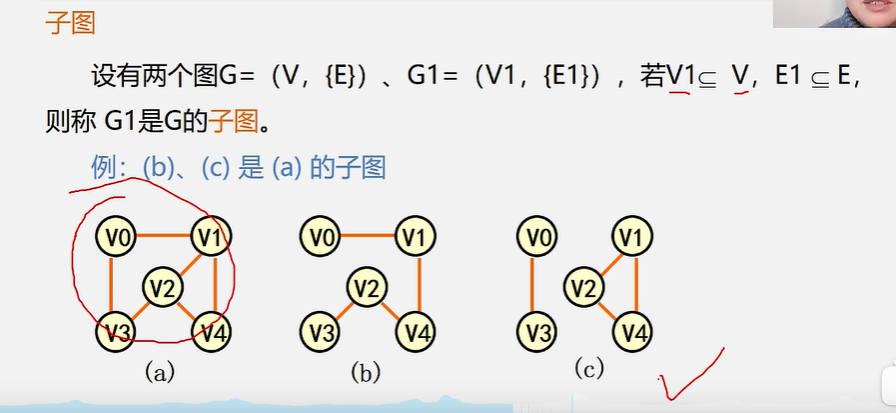 子图
设有两个图G=（V，{E}）、G1=（V1，{E1}），若V1⊆ V，E1 ⊆ E，
则称 G1是G的子图。
例：(b)、(c) 是 (a) 的子图
V0 V1 V0 V1 V0 V1
V2 V2 V2
V3 V4 V3 V4 V3 V4
(a) (b) (c)